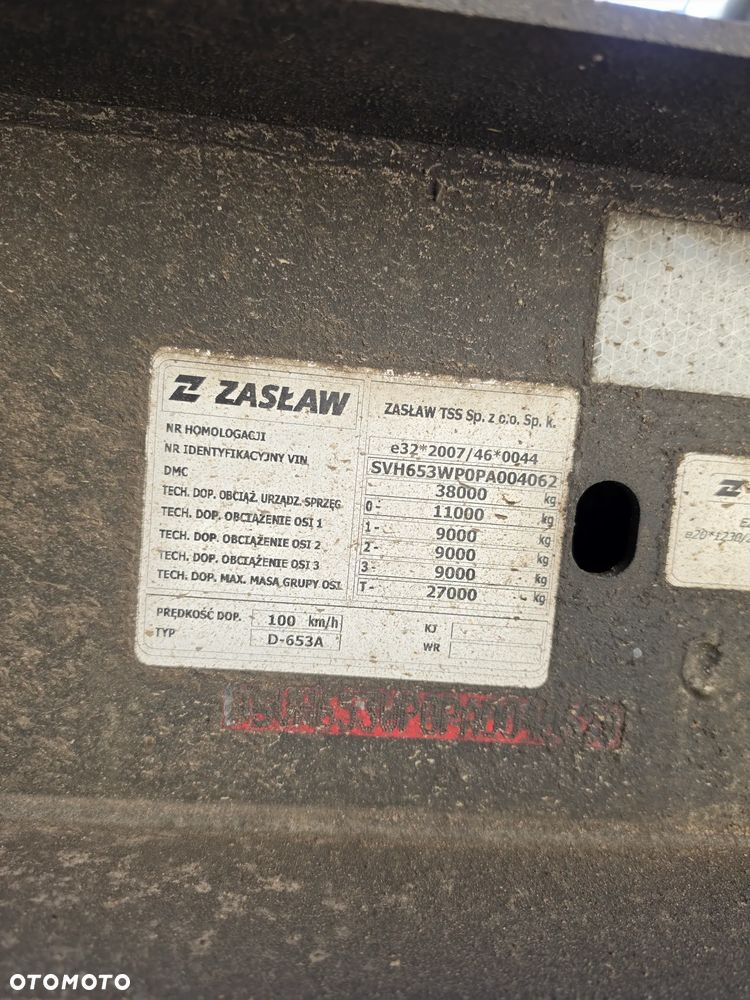 ZASŁAW
ZASŁAW TSS Sp. z o.o. Sp. k.
NR HOMOLOGACJI e32*2007/46*0044
NR IDENTYFIKACYJNY VIN SVH653WP0PA004062
DMC 38000 kg
TECH. DOP. OBCIĄŻ. URZĄDZ. SPRZĘG 0- 11000 kg
TECH. DOP. OBCIĄŻENIE OSI 1 1- 9000 kg
TECH. DOP. OBCIĄŻENIE OSI 2 2- 9000 kg
TECH. DOP. OBCIĄŻENIE OSI 3 3- 9000 kg
TECH. DOP. MAX. MASA GRUPY OSI T- 27000 kg
PRĘDKOŚĆ DOP. 100 km/h KJ
TYP D-653A WR
OTOMOTO